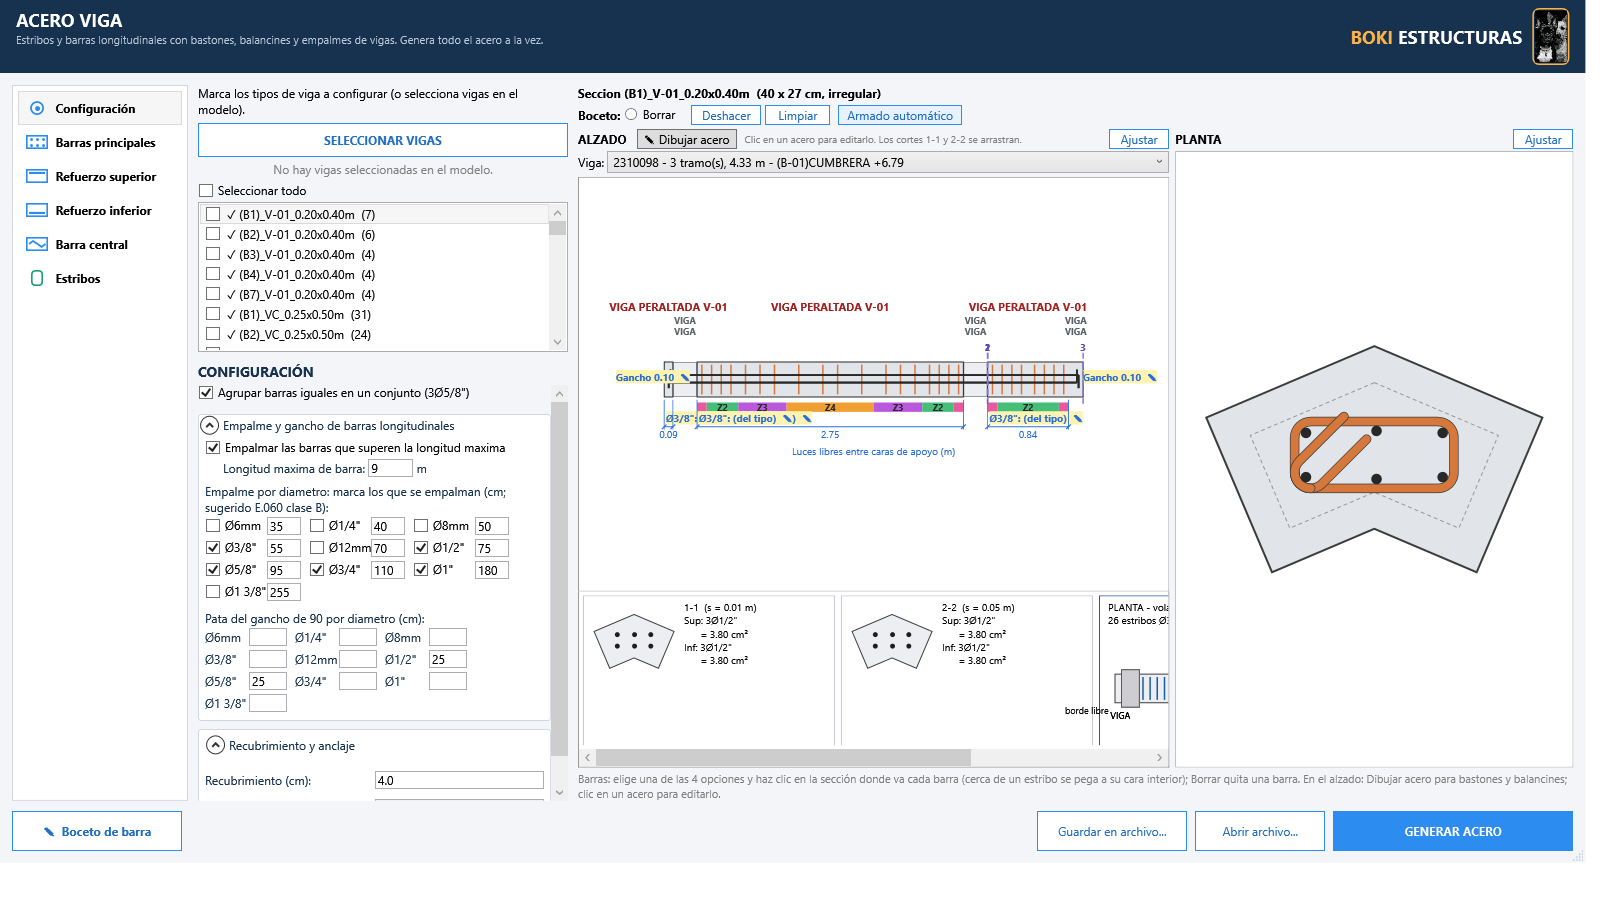 ACERO VIGA
Estribos y barras longitudinales con bastones, balancines y empalmes de vigas. Genera todo el acero a la vez.
BOKI ESTRUCTURAS
Configuración
Barras principales
Refuerzo superior
Refuerzo inferior
Barra central
Estribos
Marca los tipos de viga a configurar (o selecciona vigas en el
modelo).
SELECCIONAR VIGAS
No hay vigas seleccionadas en el modelo.
Seleccionar todo
✓ (B1)_V-01_0.20x0.40m (7)
✓ (B2)_V-01_0.20x0.40m (6)
✓ (B3)_V-01_0.20x0.40m (4)
✓ (B4)_V-01_0.20x0.40m (4)
✓ (B7)_V-01_0.20x0.40m (4)
✓ (B1)_VC_0.25x0.50m (31)
✓ (B2)_VC_0.25x0.50m (24)
CONFIGURACIÓN
Agrupar barras iguales en un conjunto (3Ø5/8")
Empalme y gancho de barras longitudinales
Empalmar las barras que superen la longitud maxima
Longitud maxima de barra: 9 m
Empalme por diametro: marca los que se empalman (cm;
sugerido E.060 clase B):
Ø6mm 35 Ø1/4" 40 Ø8mm 50
Ø3/8" 55 Ø12mm 70 Ø1/2" 75
Ø5/8" 95 Ø3/4" 110 Ø1" 180
Ø1 3/8" 255
Pata del gancho de 90 por diametro (cm):
Ø6mm Ø1/4" Ø8mm
Ø3/8" Ø12mm Ø1/2" 25
Ø5/8" 25 Ø3/4" Ø1"
Ø1 3/8"
Recubrimiento y anclaje
Recubrimiento (cm): 4.0
Boceto de barra
Seccion (B1)_V-01_0.20x0.40m (40 x 27 cm, irregular)
Boceto: Borrar Deshacer Limpiar Armado automático
ALZADO Dibujar acero Clic en un acero para editarlo. Los cortes 1-1 y 2-2 se arrastran. Ajustar
Viga: 2310098 - 3 tramo(s), 4.33 m - (B-01)CUMBRERA +6.79
VIGA PERALTADA V-01 VIGA PERALTADA V-01 VIGA PERALTADA V-01
VIGA VIGA VIGA
VIGA VIGA VIGA
3
Gancho 0.10 Gancho 0.10
Z2 Z3 Z4 Z3 Z2 Z2
Ø3/8": Ø3/8": (del tipo) ) Ø3/8": (del tipo)
0.09 2.75 0.84
Luces libres entre caras de apoyo (m)
1-1 (s = 0.01 m)
Sup: 3Ø1/2"
= 3.80 cm²
Inf: 3Ø1/2"
= 3.80 cm²
2-2 (s = 0.05 m)
Sup: 3Ø1/2"
= 3.80 cm²
Inf: 3Ø1/2"
= 3.80 cm²
PLANTA - vola
26 estribos Ø3
borde libre
VIGA
PLANTA
Ajustar
Barras: elige una de las 4 opciones y haz clic en la sección donde va cada barra (cerca de un estribo se pega a su cara interior); Borrar quita una barra. En el alzado: Dibujar acero para bastones y balancines;
clic en un acero para editarlo.
Guardar en archivo...
Abrir archivo...
GENERAR ACERO